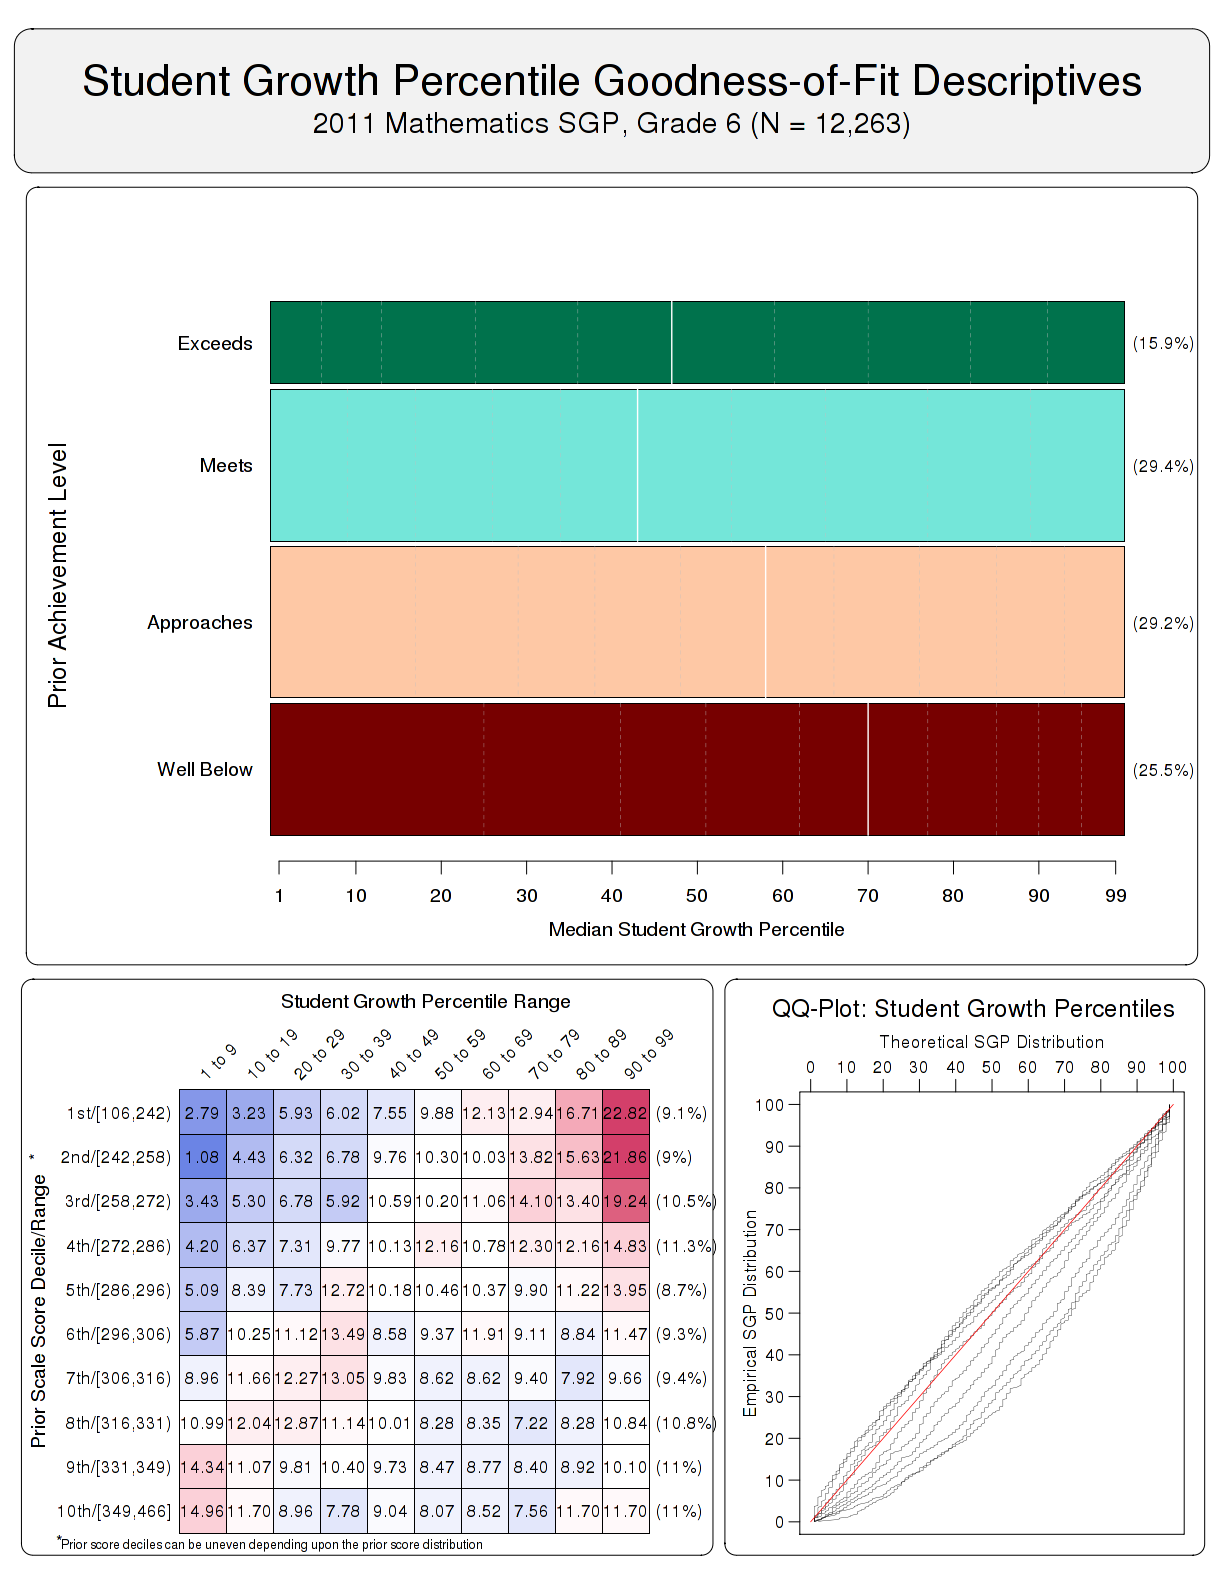 Student Growth Percentile Goodness-of-Fit Descriptives
2011 Mathematics SGP, Grade 6 (N = 12,263)
Prior Achievement Level
Exceeds (15.9%)
Meets (29.4%)
Approaches (29.2%)
Well Below (25.5%)
1 10 20 30 40 50 60 70 80 90 99
Median Student Growth Percentile
Student Growth Percentile Range
1 to 9 10 to 19 20 to 29 30 to 39 40 to 49 50 to 59 60 to 69 70 to 79 80 to 89 90 to 99
Prior Scale Score Decile/Range *
1st/[106,242) 2.79 3.23 5.93 6.02 7.55 9.88 12.13 12.94 16.71 22.82 (9.1%)
2nd/[242,258) 1.08 4.43 6.32 6.78 9.76 10.30 10.03 13.82 15.63 21.86 (9%)
3rd/[258,272) 3.43 5.30 6.78 5.92 10.59 10.20 11.06 14.10 13.40 19.24 (10.5%)
4th/[272,286) 4.20 6.37 7.31 9.77 10.13 12.16 10.78 12.30 12.16 14.83 (11.3%)
5th/[286,296) 5.09 8.39 7.73 12.72 10.18 10.46 10.37 9.90 11.22 13.95 (8.7%)
6th/[296,306) 5.87 10.25 11.12 13.49 8.58 9.37 11.91 9.11 8.84 11.47 (9.3%)
7th/[306,316) 8.96 11.66 12.27 13.05 9.83 8.62 8.62 9.40 7.92 9.66 (9.4%)
8th/[316,331) 10.99 12.04 12.87 11.14 10.01 8.28 8.35 7.22 8.28 10.84 (10.8%)
9th/[331,349) 14.34 11.07 9.81 10.40 9.73 8.47 8.77 8.40 8.92 10.10 (11%)
10th/[349,466] 14.96 11.70 8.96 7.78 9.04 8.07 8.52 7.56 11.70 11.70 (11%)
*Prior score deciles can be uneven depending upon the prior score distribution
QQ-Plot: Student Growth Percentiles
Theoretical SGP Distribution
0 10 20 30 40 50 60 70 80 90 100
Empirical SGP Distribution
100
90
80
70
60
50
40
30
20
10
0